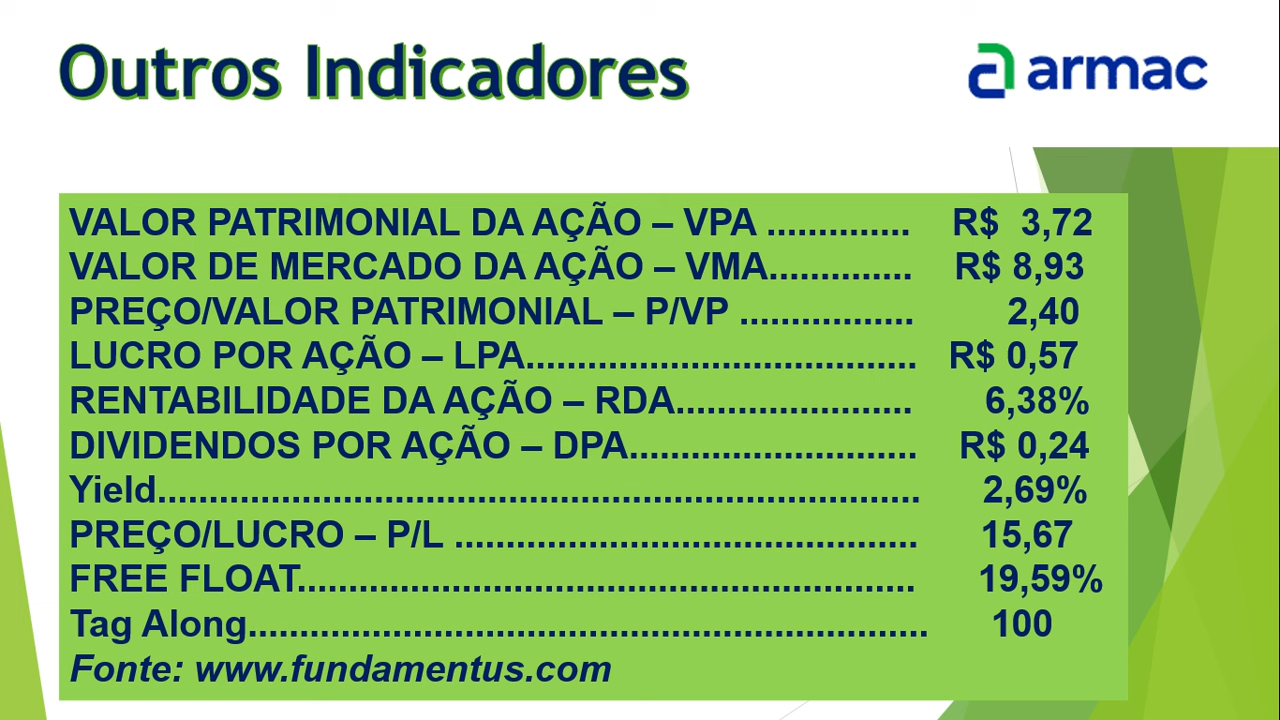 Outros Indicadores
armac
VALOR PATRIMONIAL DA AÇÃO – VPA .............. R$ 3,72
VALOR DE MERCADO DA AÇÃO – VMA.............. R$ 8,93
PREÇO/VALOR PATRIMONIAL – P/VP ................. 2,40
LUCRO POR AÇÃO – LPA...................................... R$ 0,57
RENTABILIDADE DA AÇÃO – RDA....................... 6,38%
DIVIDENDOS POR AÇÃO – DPA............................ R$ 0,24
Yield.......................................................................... 2,69%
PREÇO/LUCRO – P/L ............................................. 15,67
FREE FLOAT............................................................ 19,59%
Tag Along.................................................................. 100
Fonte: www.fundamentus.com